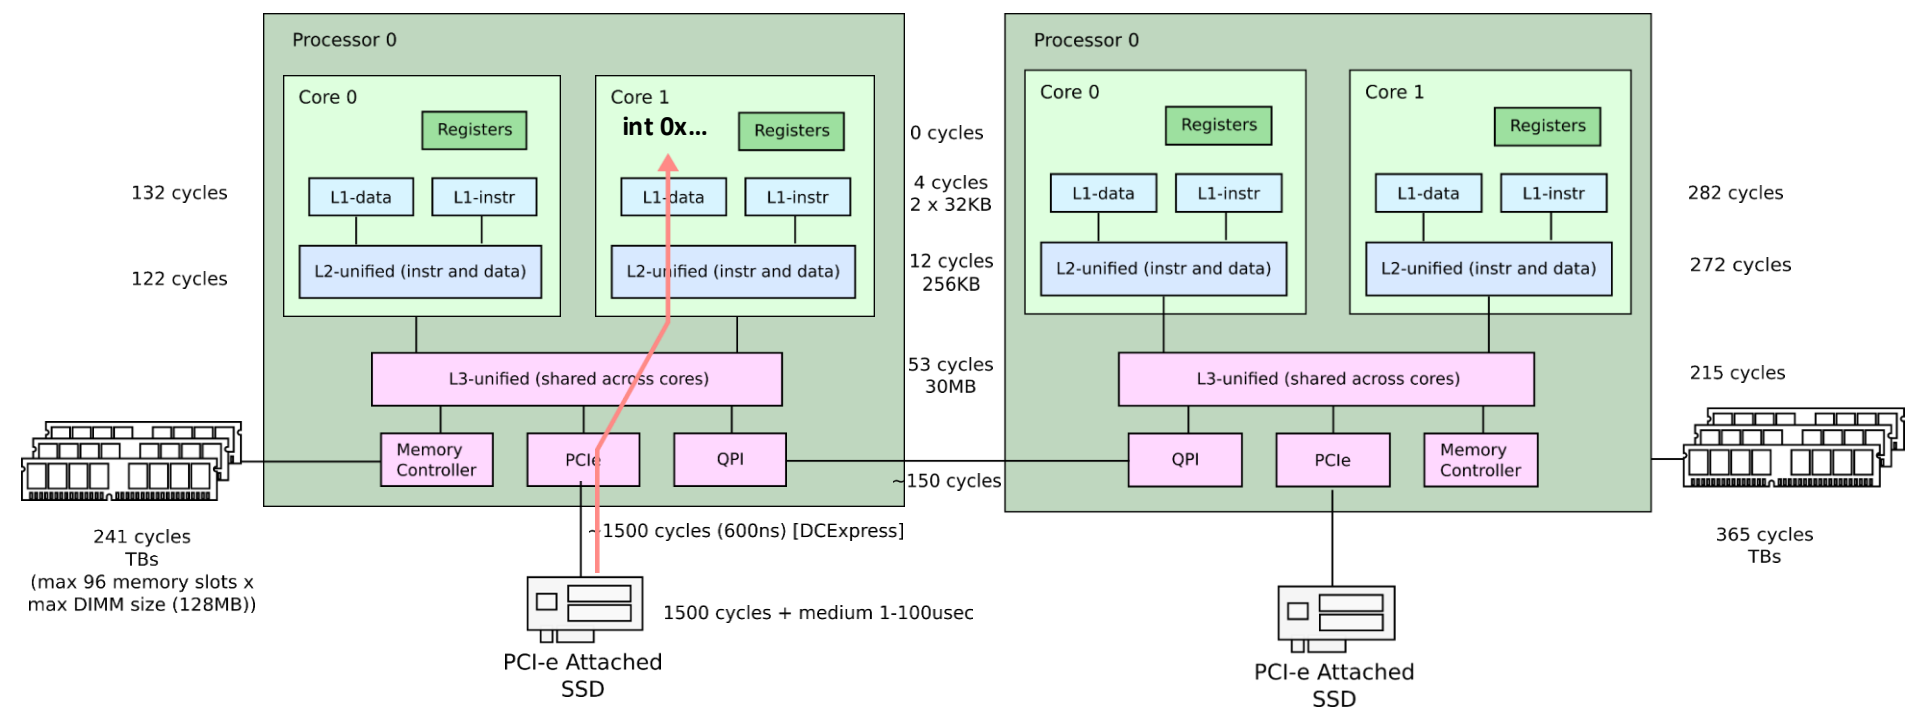 Processor 0
Core 0
Registers
L1-data
L1-instr
L2-unified (instr and data)
Core 1
int 0x...
Registers
L1-data
L1-instr
L2-unified (instr and data)
L3-unified (shared across cores)
Memory
Controller
PCIe
QPI
132 cycles
122 cycles
241 cycles
TBs
(max 96 memory slots x
max DIMM size (128MB))
0 cycles
4 cycles
2 x 32KB
12 cycles
256KB
53 cycles
30MB
~150 cycles
~1500 cycles (600ns) [DCExpress]
1500 cycles + medium 1-100usec
PCI-e Attached
SSD
Processor 0
Core 0
Registers
L1-data
L1-instr
L2-unified (instr and data)
Core 1
Registers
L1-data
L1-instr
L2-unified (instr and data)
L3-unified (shared across cores)
QPI
PCIe
Memory
Controller
282 cycles
272 cycles
215 cycles
365 cycles
TBs
PCI-e Attached
SSD